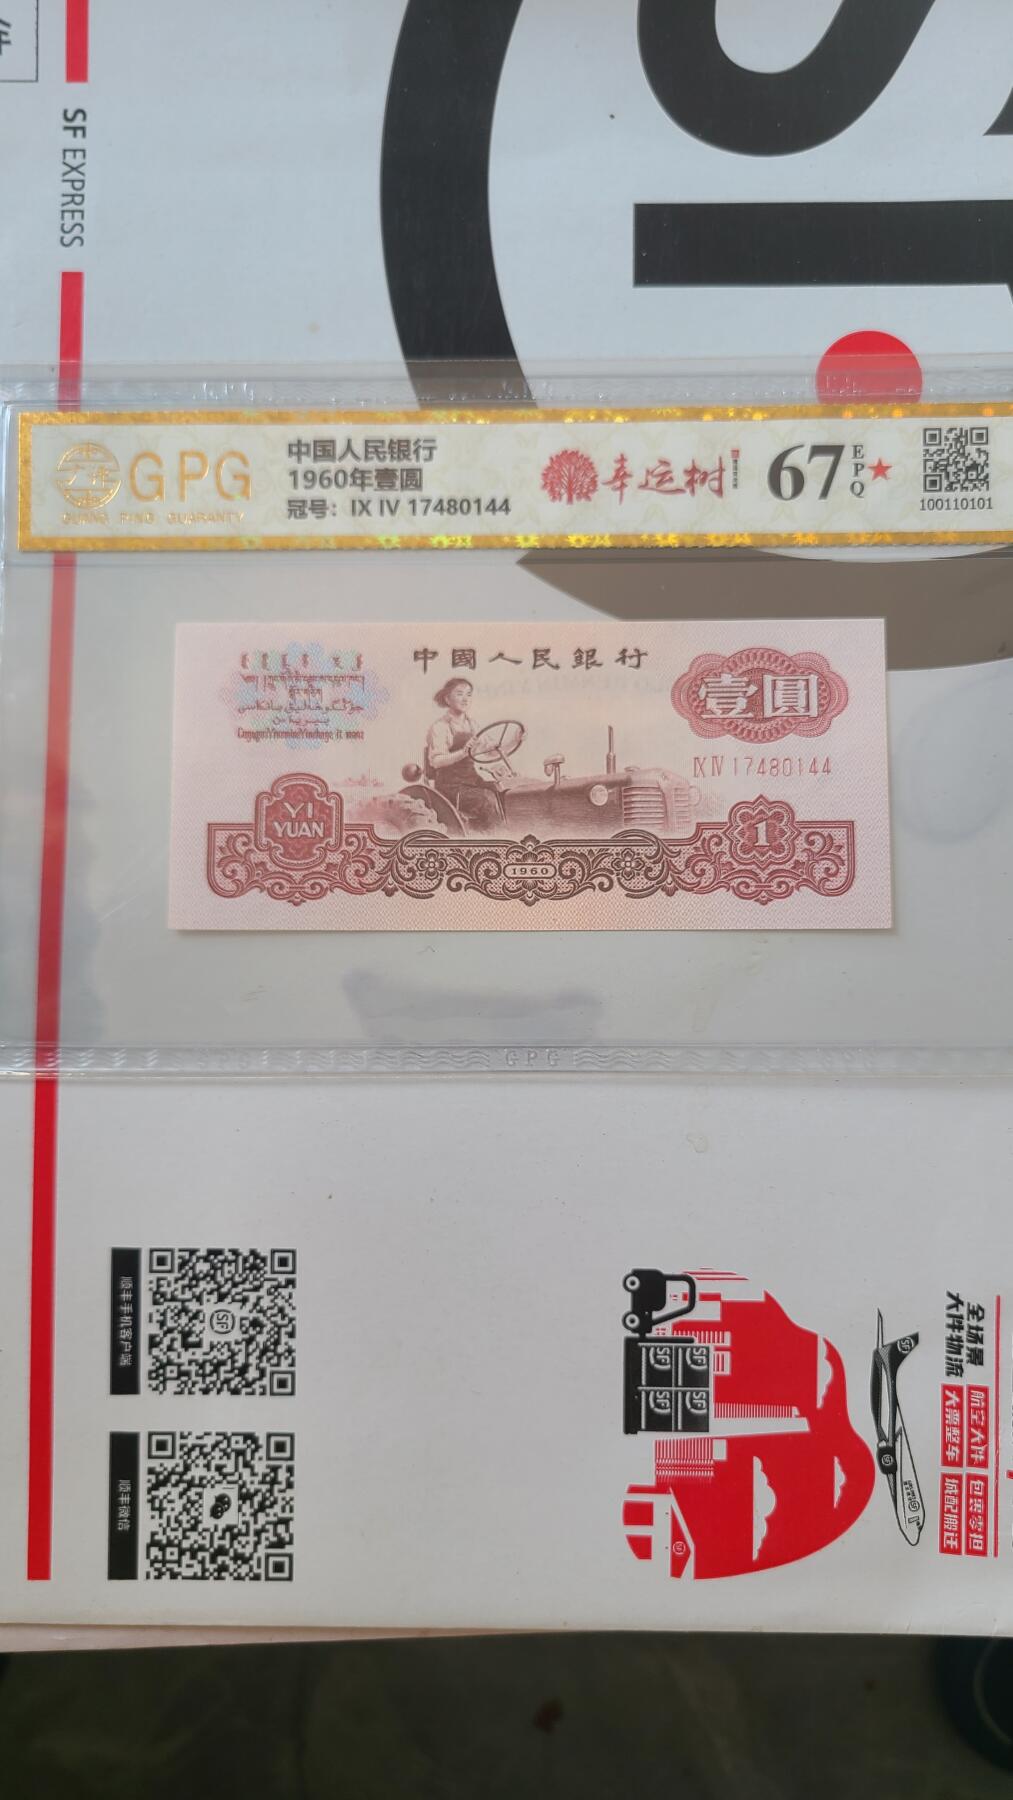 SF EXPRESS
GPG
GUANG PING GUARANTY
中国人民银行
1960年壹圆
冠号: IX IV 17480144
幸运树
67
EPQ
100110101
中國人民銀行
壹圓
IX IV 17480144
YI
YUAN
1960
1
GPG
顺丰手机客户端
顺丰微信
SF
全场景
大件物流
航空大件
包裹零担
大票整车
城配搬迁